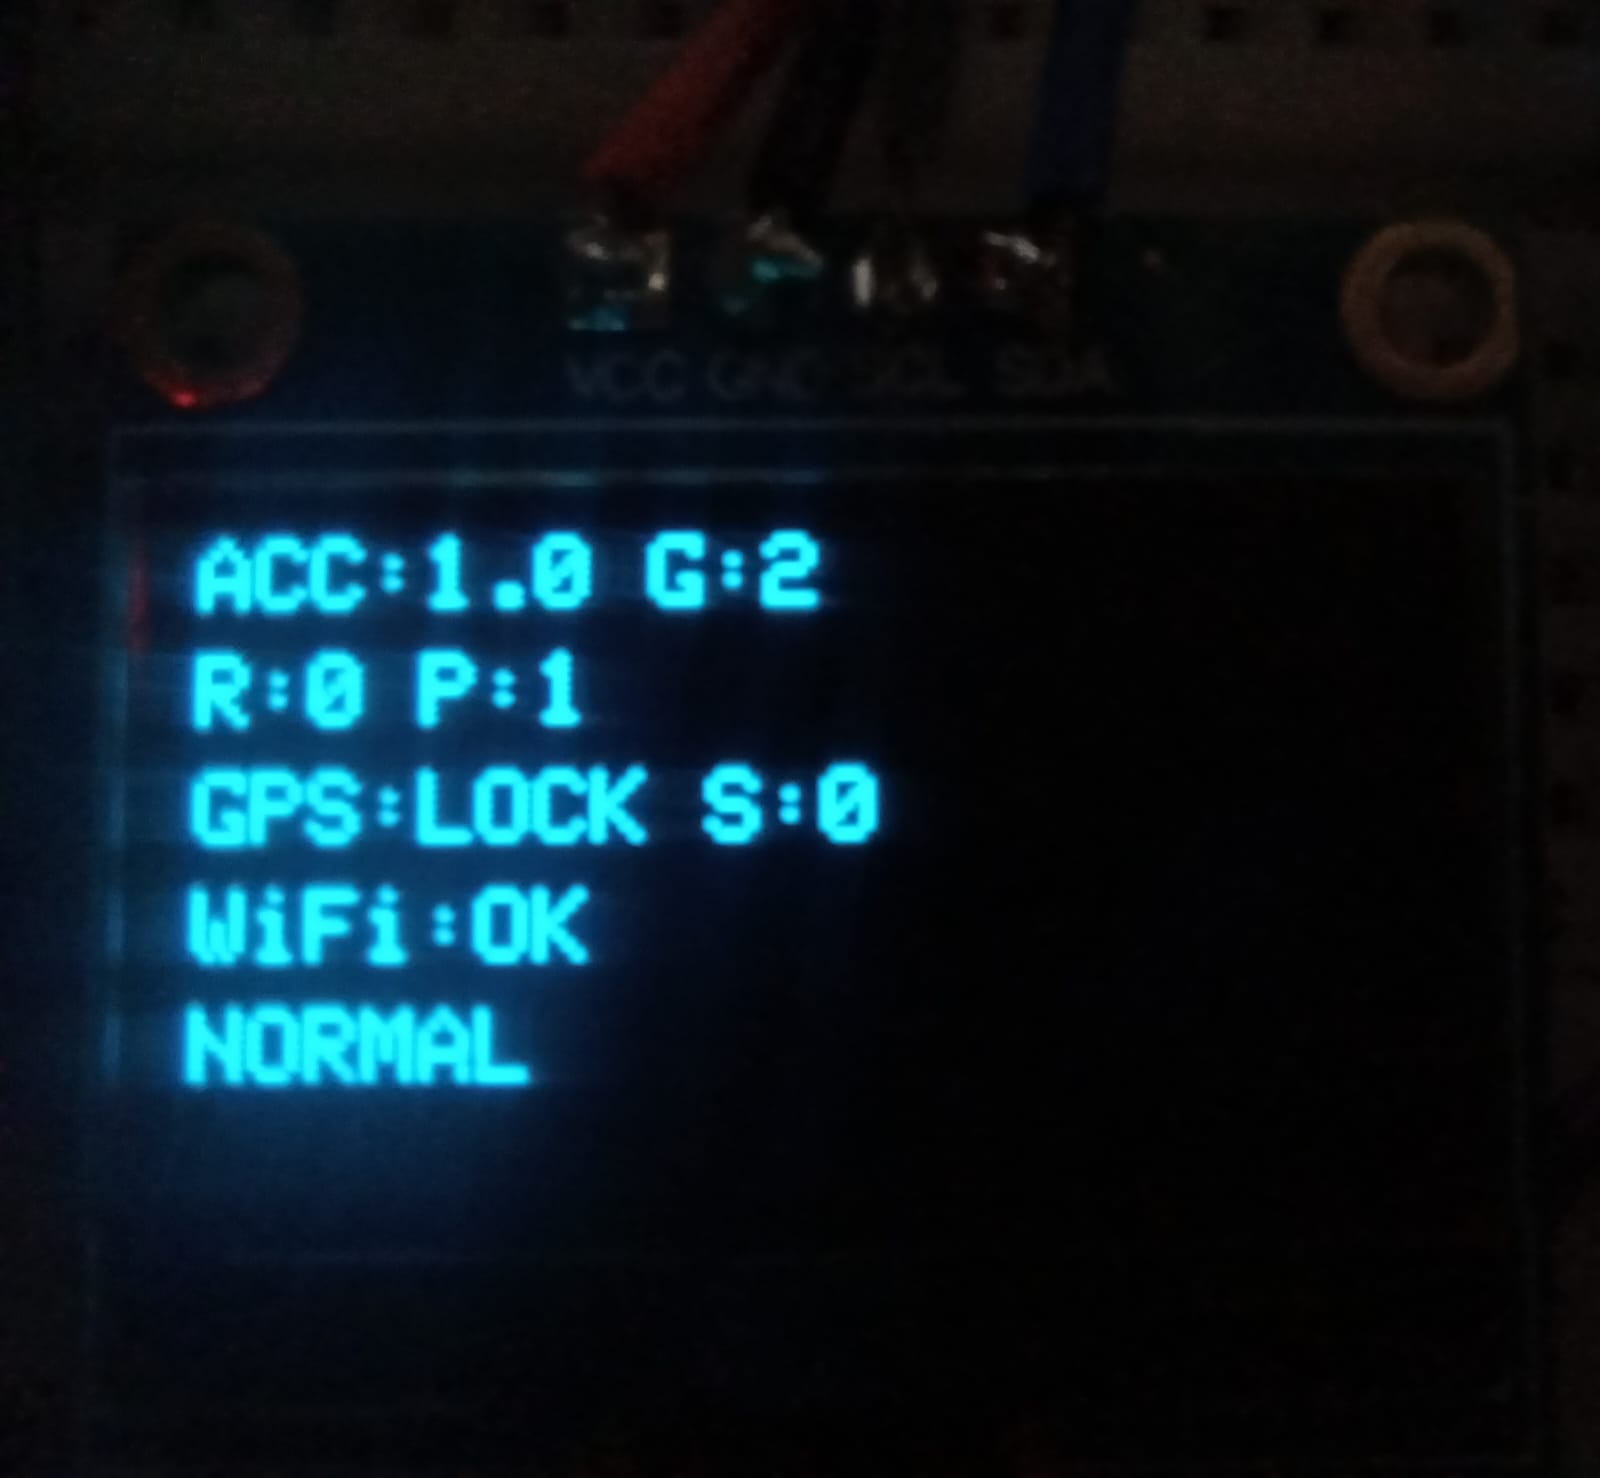 VCC GND SCL SDA
ACC:1.0 G:2
R:0 P:1
GPS:LOCK S:0
WiFi:OK
NORMAL